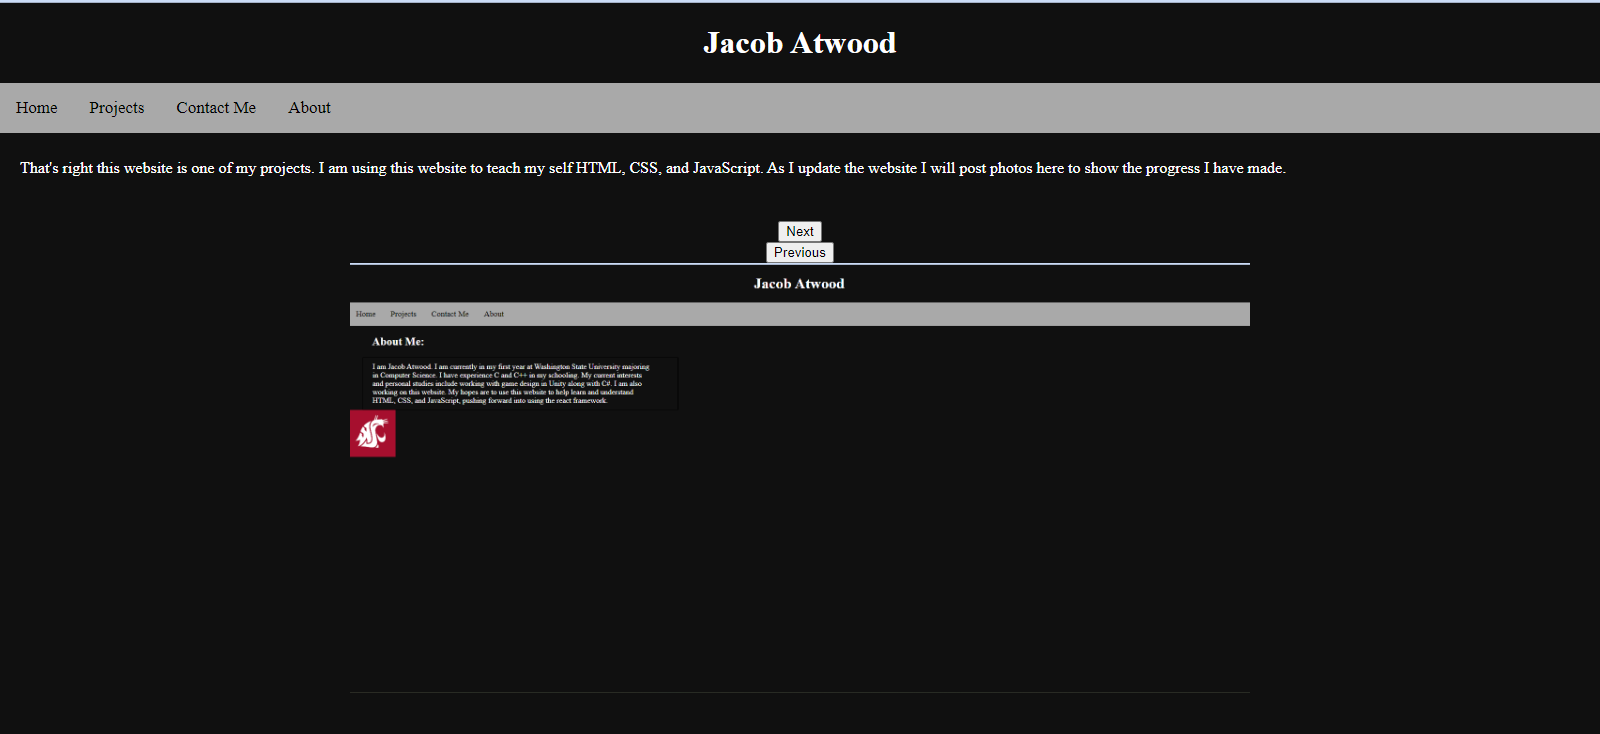 Jacob Atwood
Home Projects Contact Me About
That's right this website is one of my projects. I am using this website to teach my self HTML, CSS, and JavaScript. As I update the website I will post photos here to show the progress I have made.
Next
Previous
Jacob Atwood
Home Projects Contact Me About
About Me:
I am Jacob Atwood. I am currently in my first year at Washington State University majoring
in Computer Science. I have experience C and C++ in my schooling. My current interests
and personal studies include working with game design in Unity along with C#. I am also
working on this website. My hopes are to use this website to help learn and understand
HTML, CSS, and JavaScript, pushing forward into using the react framework.